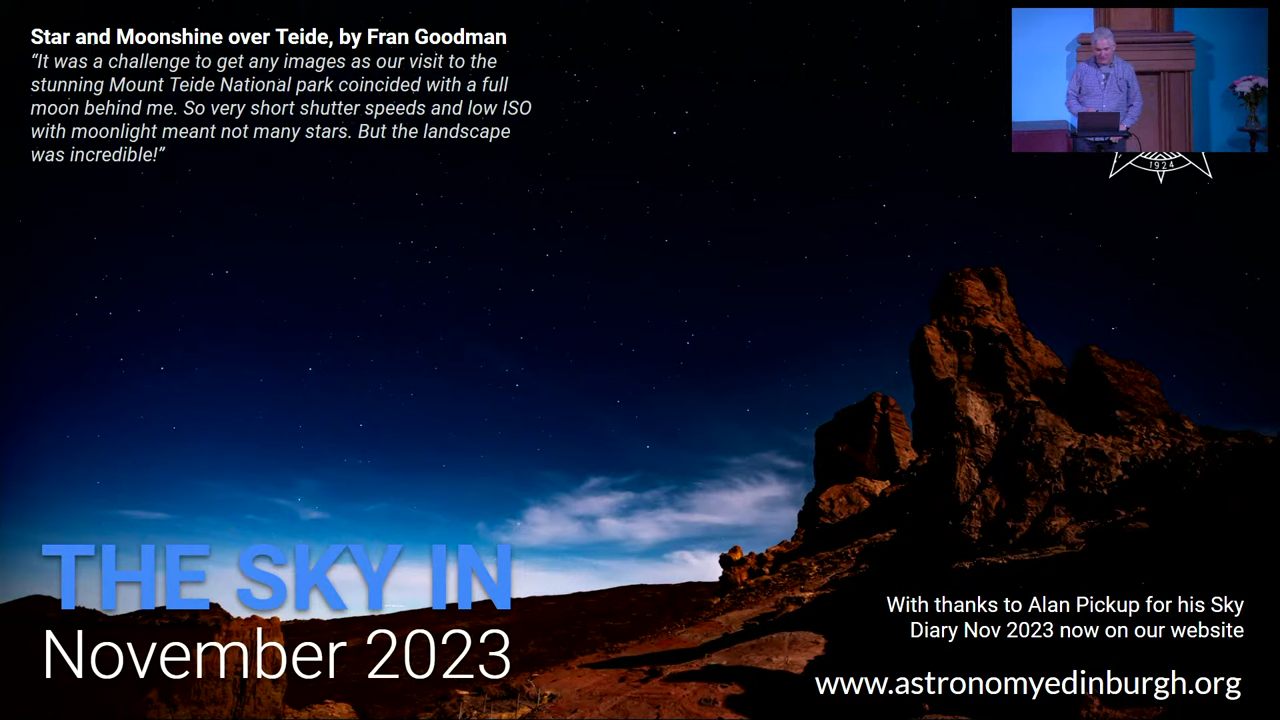 Star and Moonshine over Teide, by Fran Goodman
“It was a challenge to get any images as our visit to the
stunning Mount Teide National park coincided with a full
moon behind me. So very short shutter speeds and low ISO
with moonlight meant not many stars. But the landscape
was incredible!”
1924
THE SKY IN
November 2023
With thanks to Alan Pickup for his Sky
Diary Nov 2023 now on our website
www.astronomyedinburgh.org